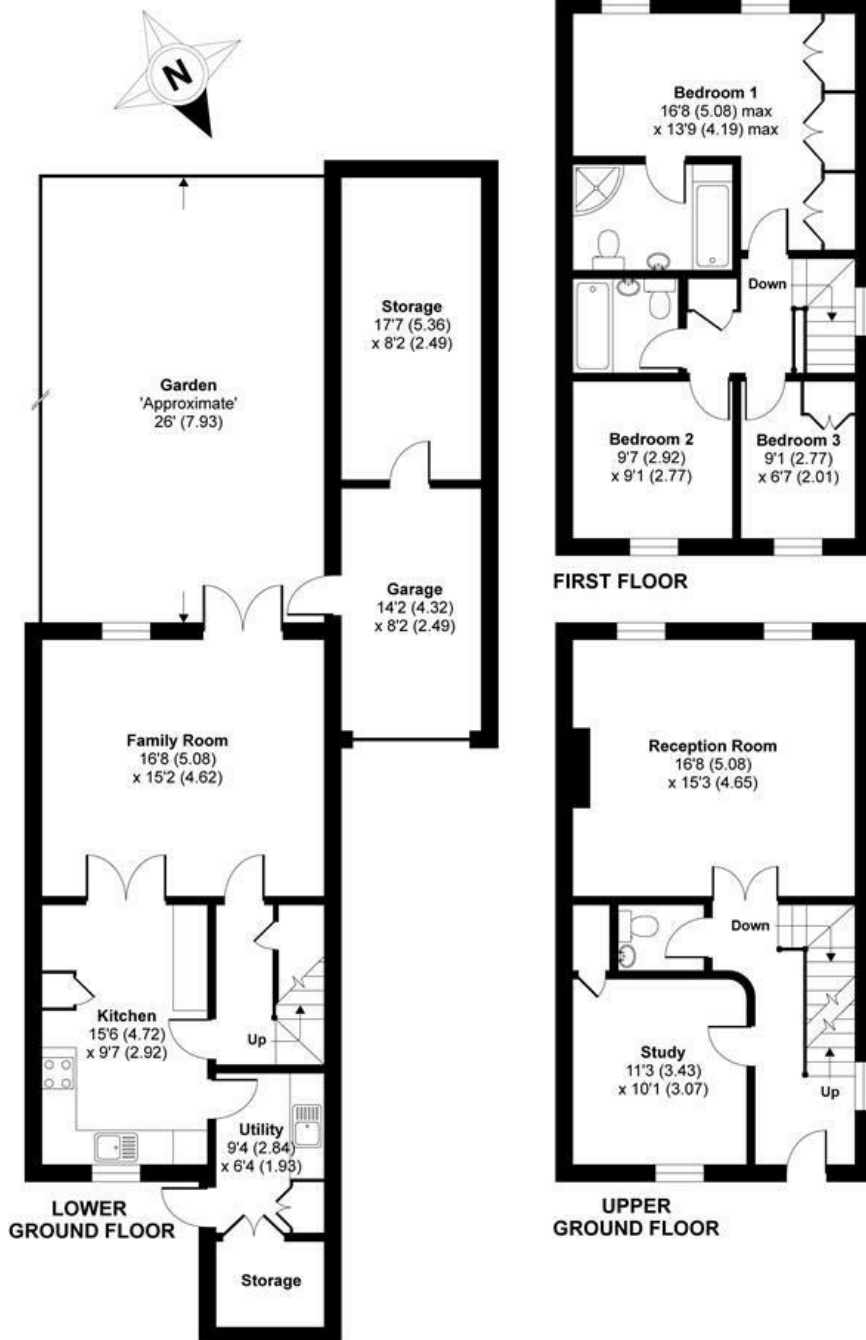 N
Garden
'Approximate'
26' (7.93)
Storage
17'7 (5.36)
x 8'2 (2.49)
Garage
14'2 (4.32)
x 8'2 (2.49)
Family Room
16'8 (5.08)
x 15'2 (4.62)
Kitchen
15'6 (4.72)
x 9'7 (2.92)
Up
Utility
9'4 (2.84)
x 6'4 (1.93)
Storage
LOWER
GROUND FLOOR
Bedroom 1
16'8 (5.08) max
x 13'9 (4.19) max
Down
Bedroom 2
9'7 (2.92)
x 9'1 (2.77)
Bedroom 3
9'1 (2.77)
x 6'7 (2.01)
FIRST FLOOR
Reception Room
16'8 (5.08)
x 15'3 (4.65)
Down
Study
11'3 (3.43)
x 10'1 (3.07)
Up
UPPER
GROUND FLOOR